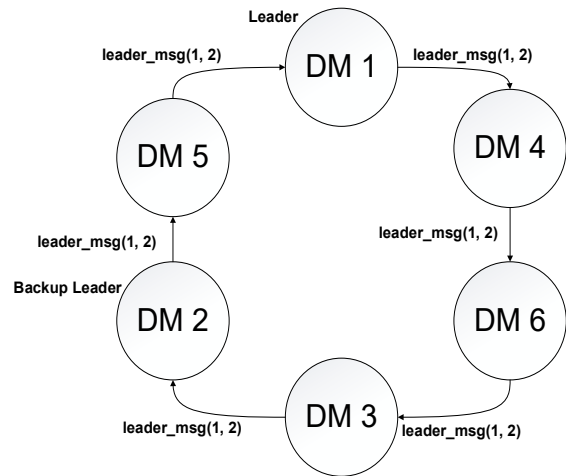 Leader
leader_msg(1, 2)
DM 1
leader_msg(1, 2)
DM 5
DM 4
leader_msg(1, 2)
leader_msg(1, 2)
Backup Leader
DM 2
DM 6
leader_msg(1, 2)
DM 3
leader_msg(1, 2)